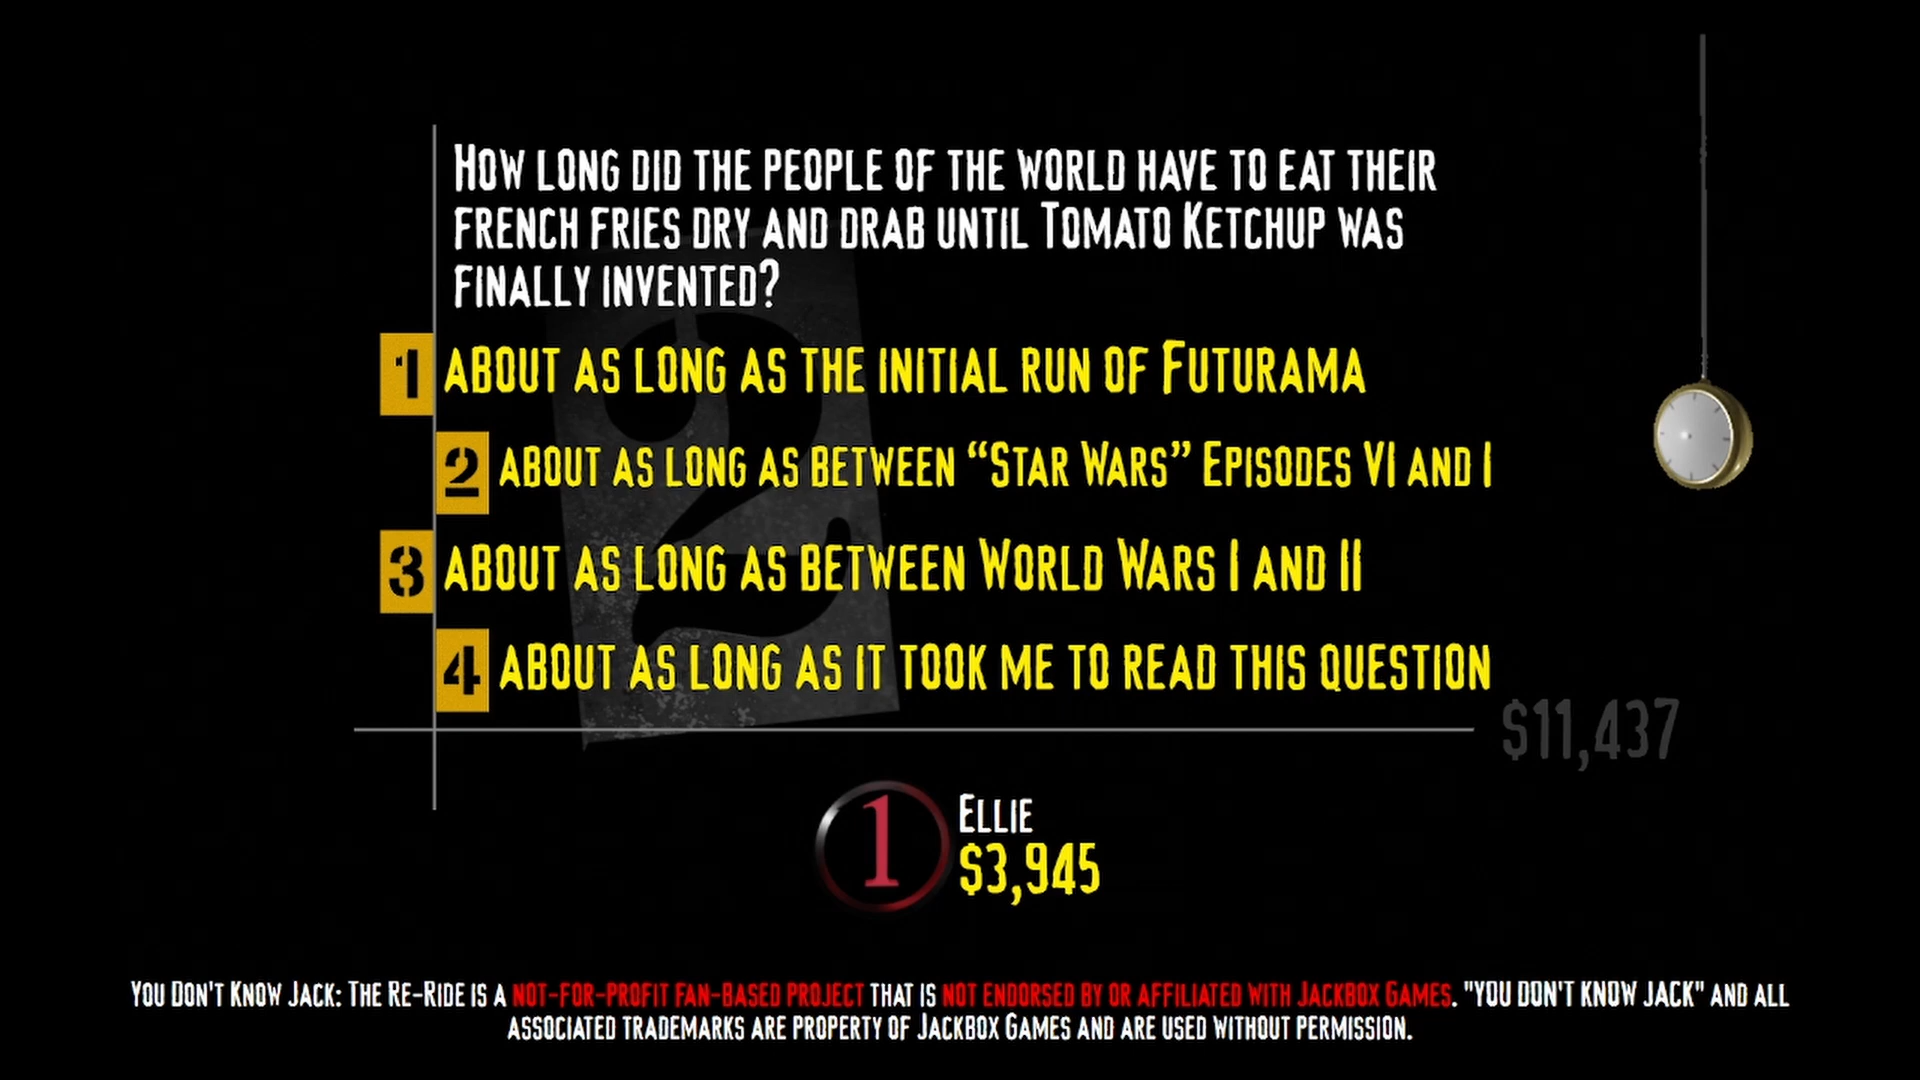 How long did the people of the world have to eat their
french fries dry and drab until Tomato Ketchup was
finally invented?
1 about as long as the initial run of Futurama
2 about as long as between “Star Wars” Episodes VI and I
3 about as long as between World Wars I and II
4 about as long as it took me to read this question
$11,437
1 Ellie
$3,945
You Don't Know Jack: The Re-Ride is a not-for-profit fan-based project that is not endorsed by or affiliated with Jackbox Games. "YOU DON'T KNOW JACK" and all
associated trademarks are property of Jackbox Games and are used without permission.